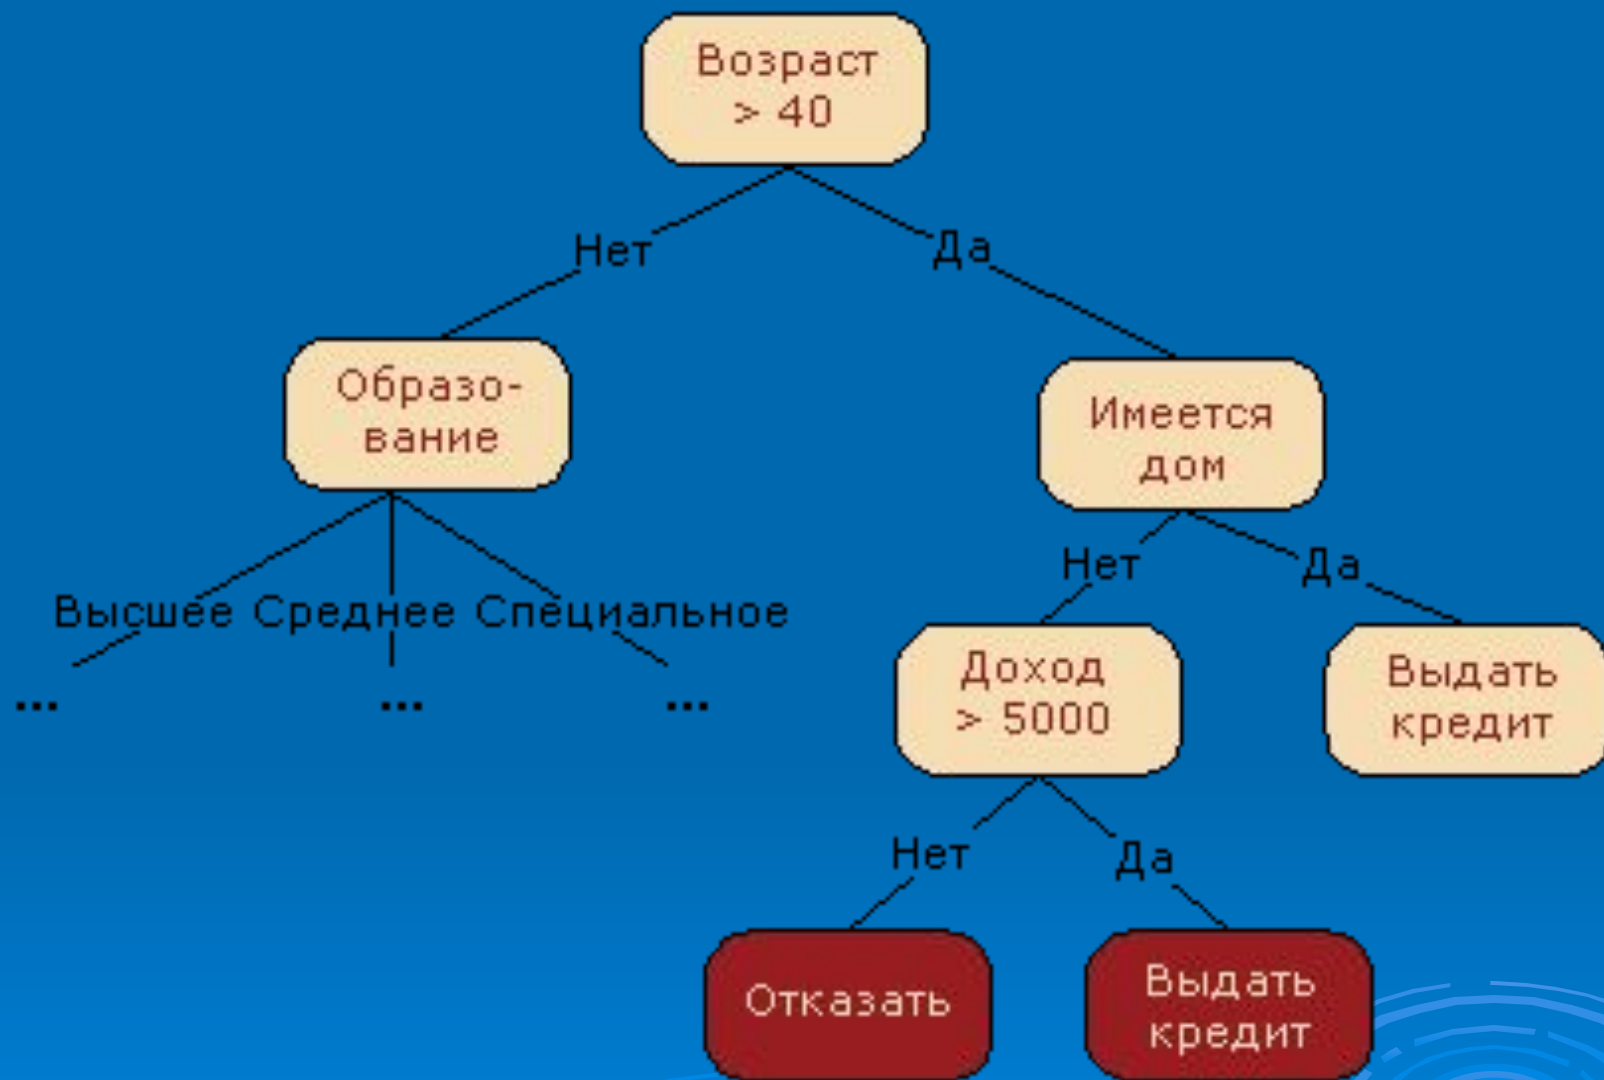 Возраст
> 40
Нет
Да
Образо-
вание
Имеется
дом
Нет
Да
Высшее Среднее Специальное
Доход
> 5000
Выдать
кредит
... ... ...
Нет
Да
Отказать
Выдать
кредит